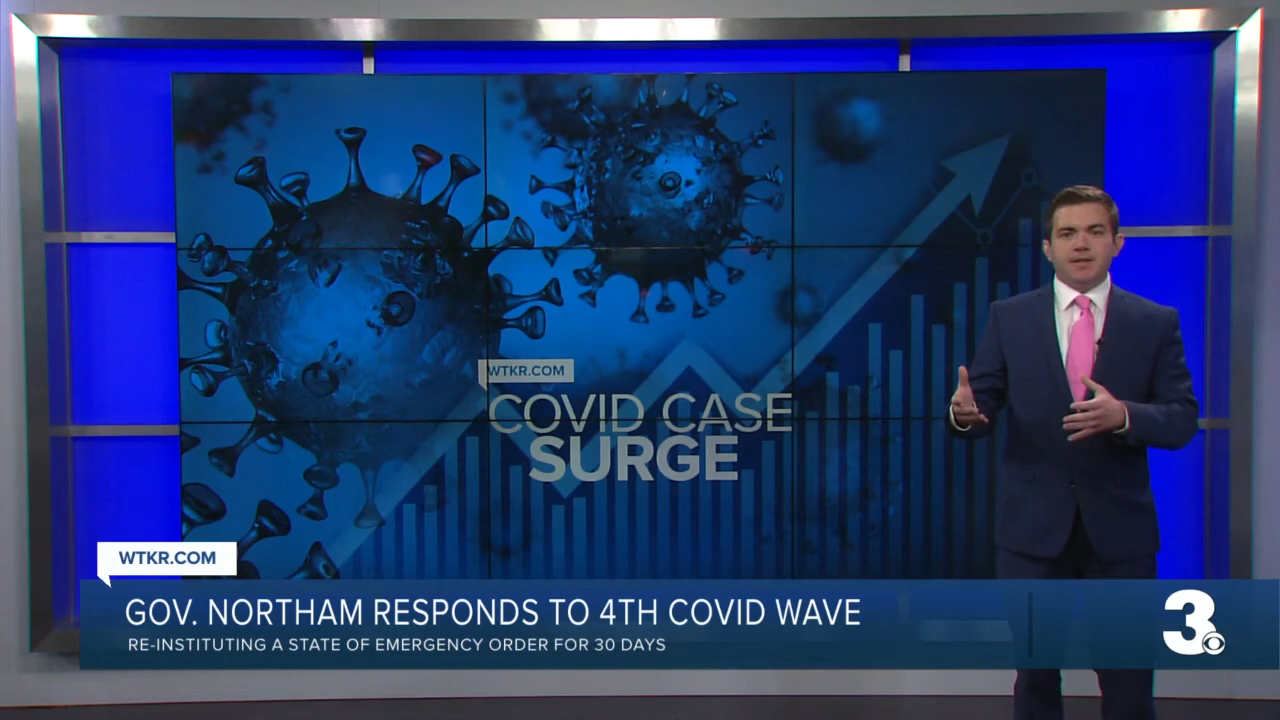 WTKR.COM
COVID CASE
SURGE
WTKR.COM
GOV. NORTHAM RESPONDS TO 4TH COVID WAVE
RE-INSTITUTING A STATE OF EMERGENCY ORDER FOR 30 DAYS
3